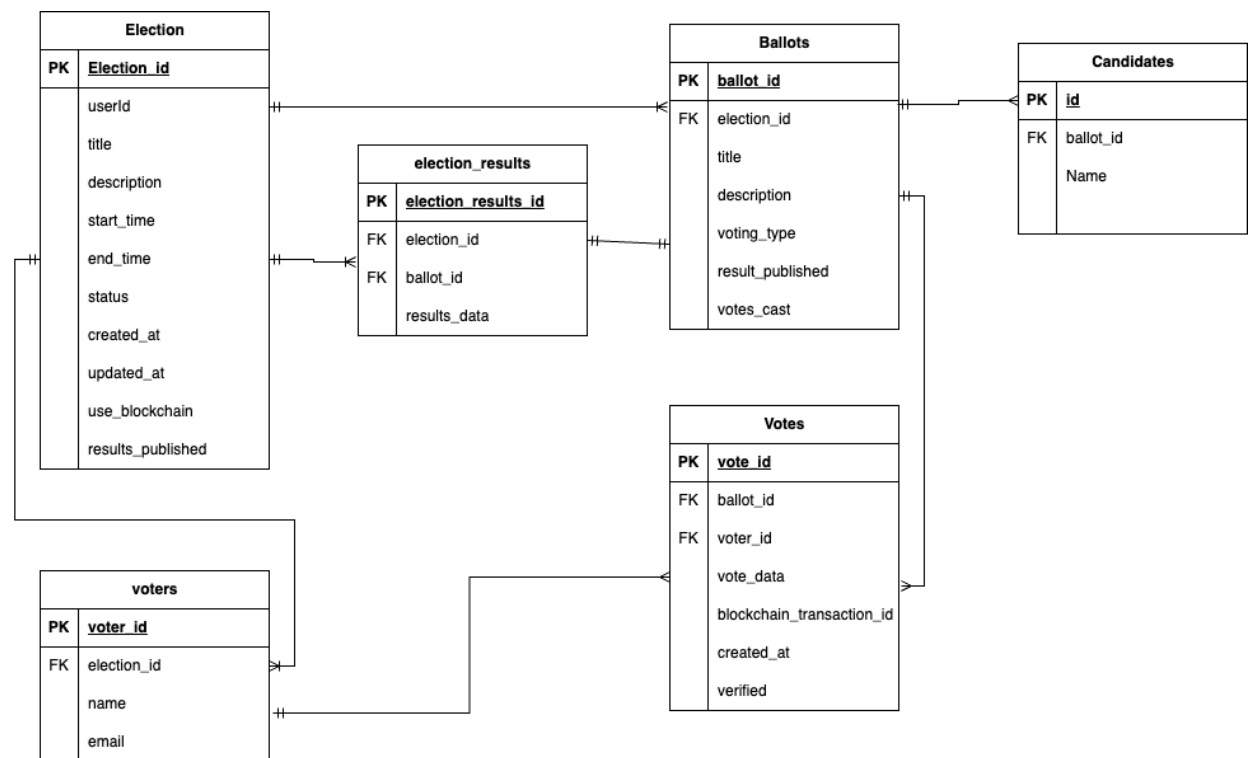 Election
PK Election_id
userId
title
description
start_time
end_time
status
created_at
updated_at
use_blockchain
results_published
election_results
PK election_results_id
FK election_id
FK ballot_id
results_data
Ballots
PK ballot_id
FK election_id
title
description
voting_type
result_published
votes_cast
Candidates
PK id
FK ballot_id
Name
voters
PK voter_id
FK election_id
name
email
Votes
PK vote_id
FK ballot_id
FK voter_id
vote_data
blockchain_transaction_id
created_at
verified